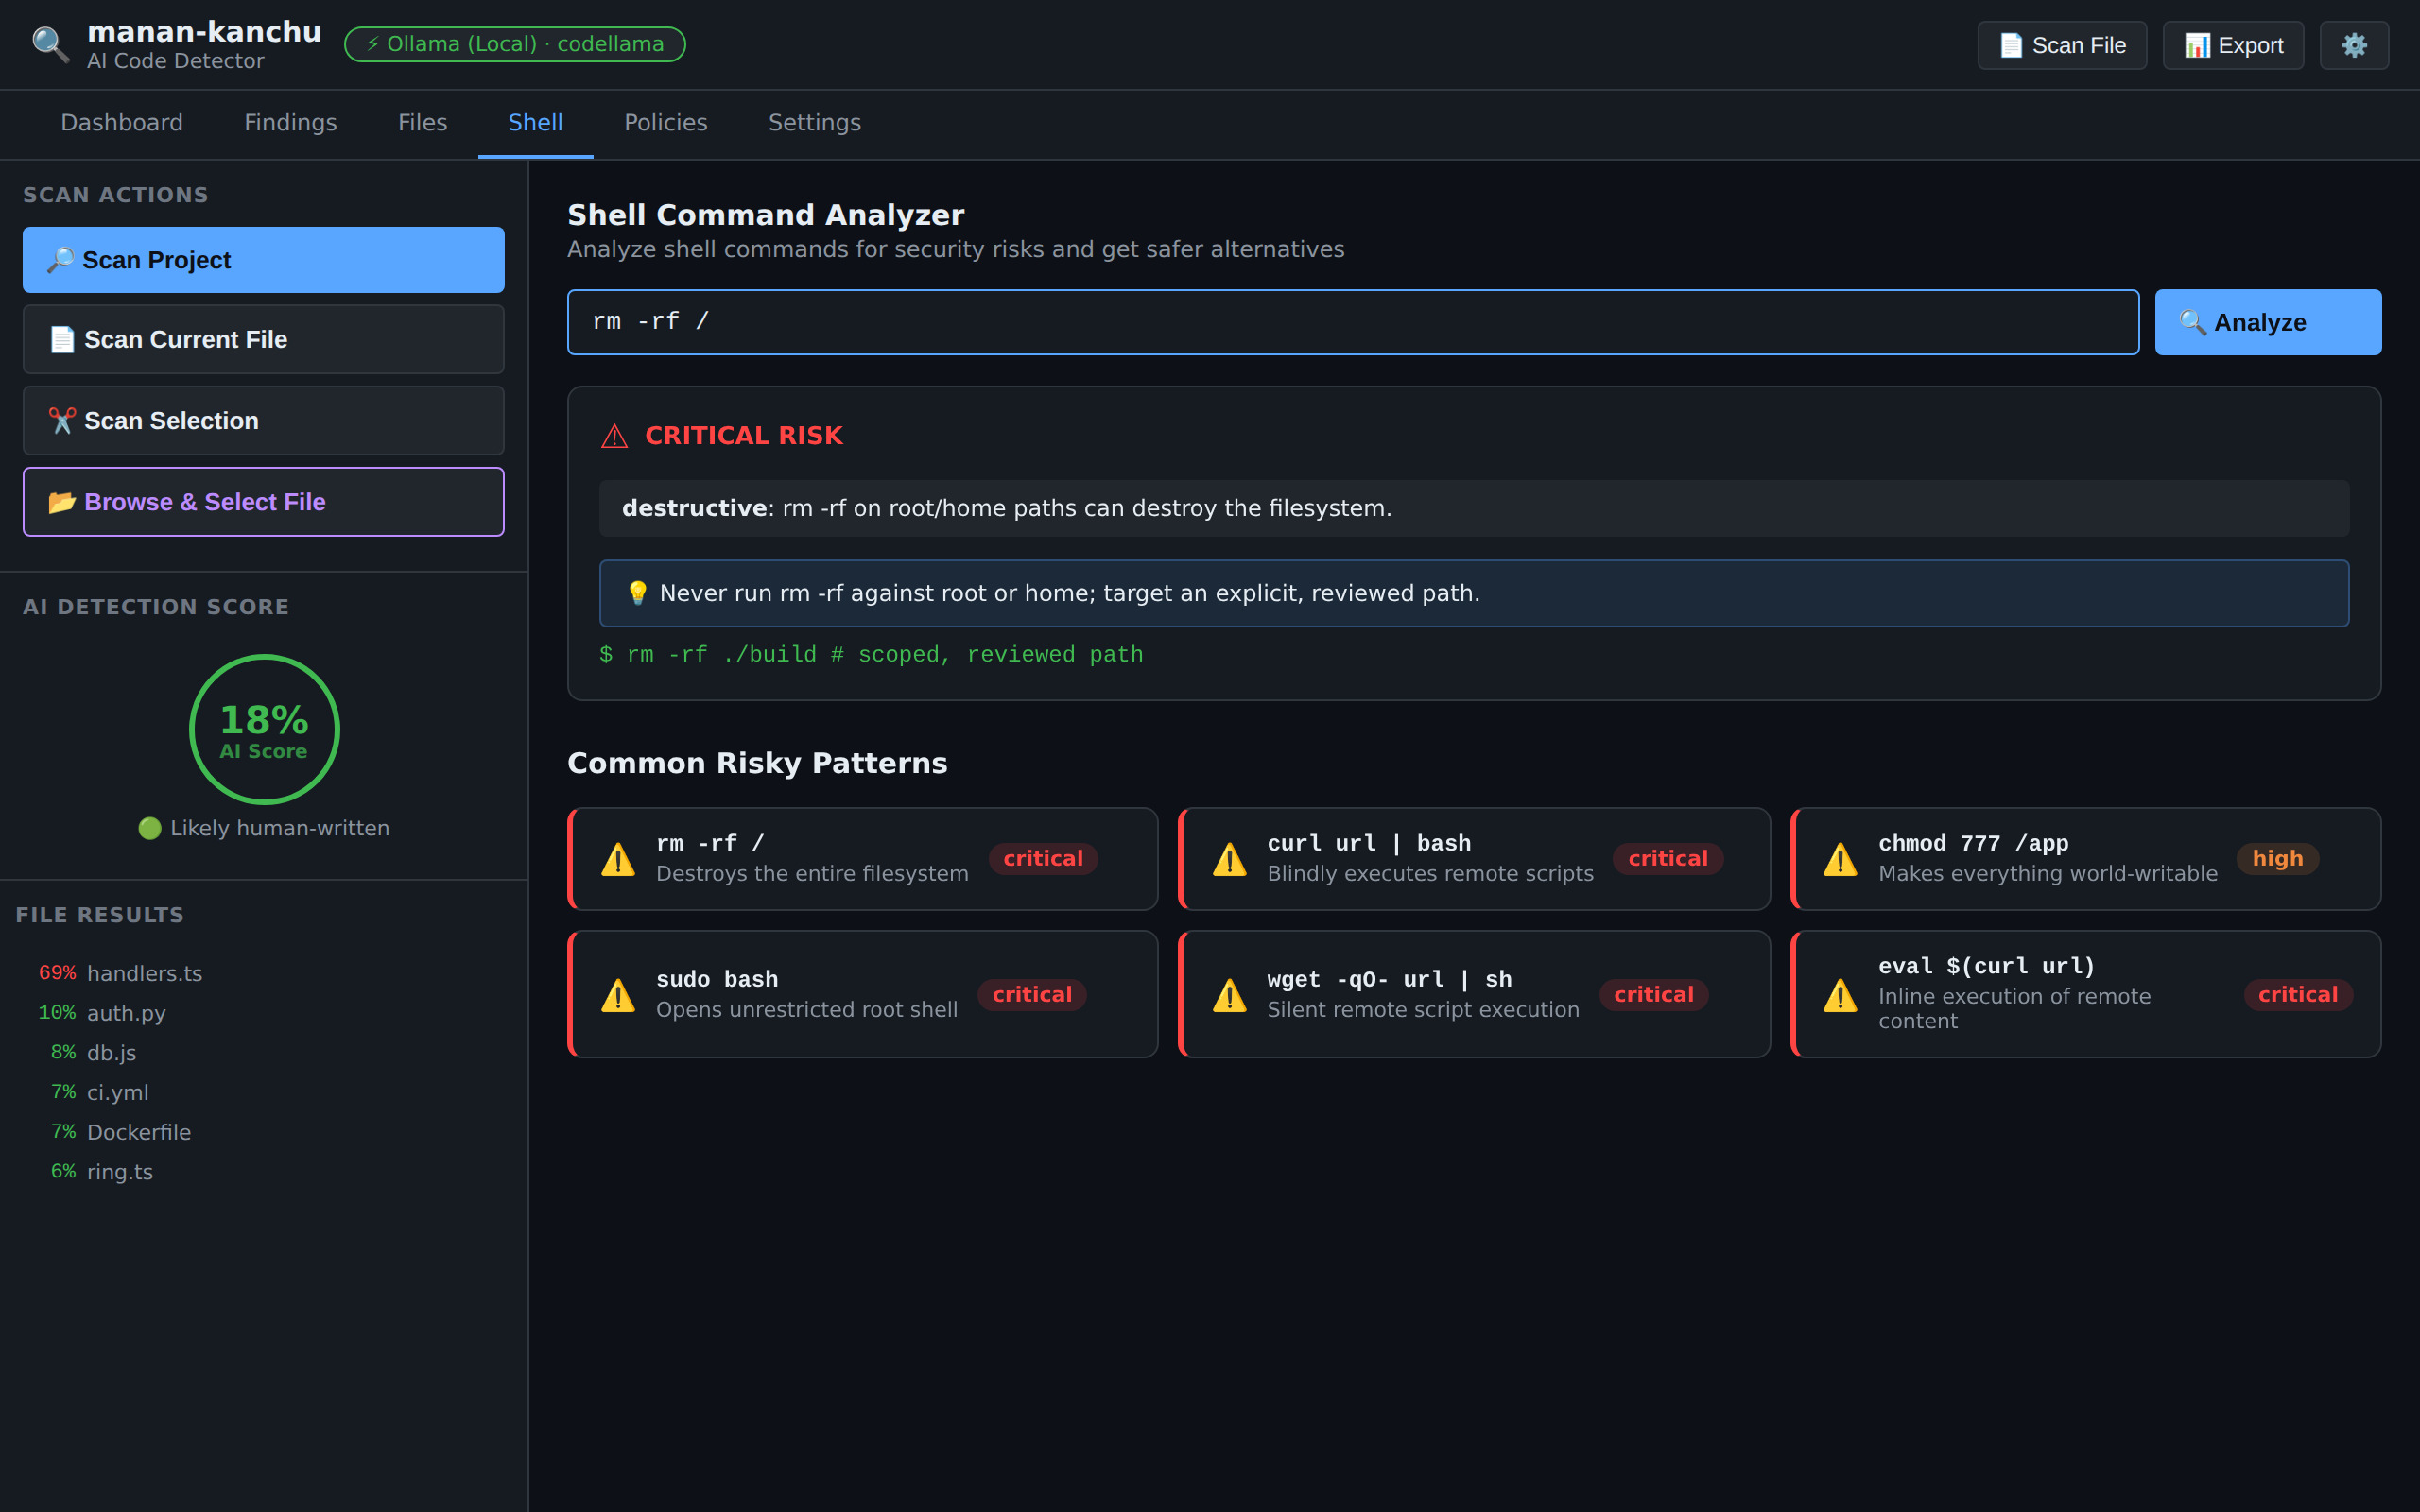 manan-kanchu
AI Code Detector
⚡ Ollama (Local) · codellama
📄 Scan File
📊 Export
⚙️
Dashboard
Findings
Files
Shell
Policies
Settings
SCAN ACTIONS
🔎 Scan Project
📄 Scan Current File
✂️ Scan Selection
📂 Browse & Select File
AI DETECTION SCORE
18%
AI Score
🟢 Likely human-written
FILE RESULTS
69% handlers.ts
10% auth.py
8% db.js
7% ci.yml
7% Dockerfile
6% ring.ts
Shell Command Analyzer
Analyze shell commands for security risks and get safer alternatives
rm -rf /
🔍 Analyze
⚠ CRITICAL RISK
destructive: rm -rf on root/home paths can destroy the filesystem.
💡 Never run rm -rf against root or home; target an explicit, reviewed path.
$ rm -rf ./build # scoped, reviewed path
Common Risky Patterns
rm -rf /
Destroys the entire filesystem
critical
curl url | bash
Blindly executes remote scripts
critical
chmod 777 /app
Makes everything world-writable
high
sudo bash
Opens unrestricted root shell
critical
wget -qO- url | sh
Silent remote script execution
critical
eval $(curl url)
Inline execution of remote
content
critical